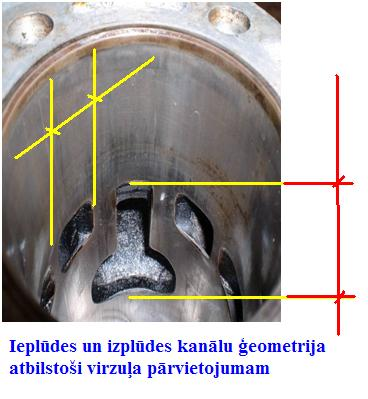 Ieplūdes un izplūdes kanālu ģeometrija
atbilstoši virzuļa pārvietojumam